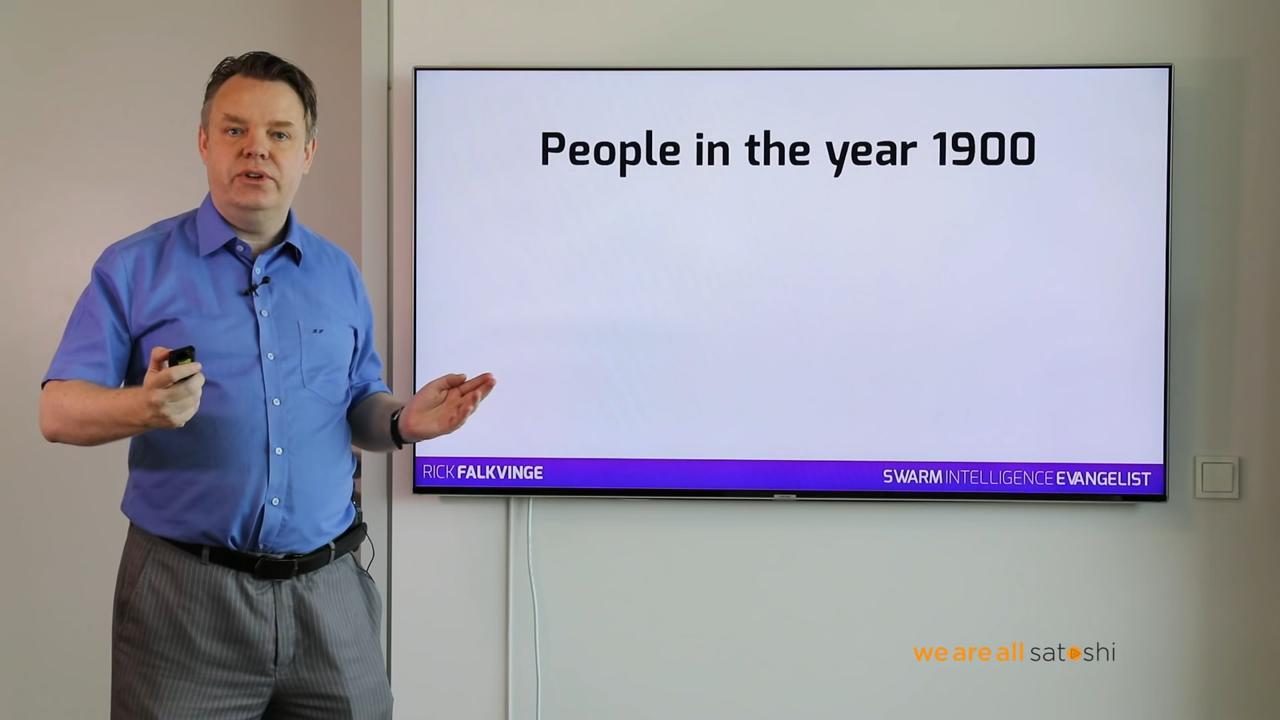 People in the year 1900
RICK FALKVINGE
SWARM INTELLIGENCE EVANGELIST
we are all satoshi